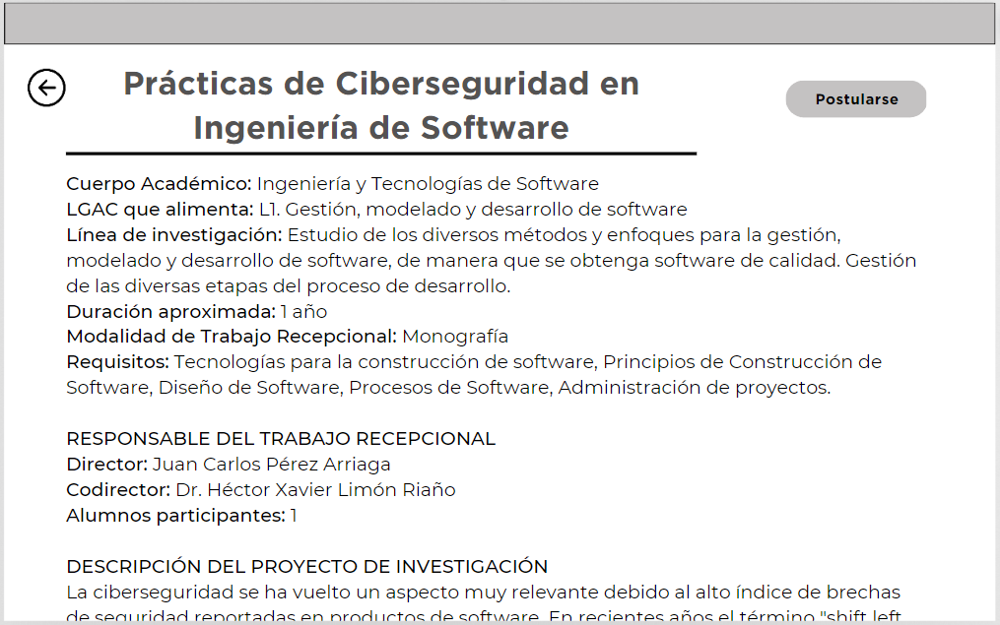 Prácticas de Ciberseguridad en
Ingeniería de Software
Postularse
Cuerpo Académico: Ingeniería y Tecnologías de Software
LGAC que alimenta: L1. Gestión, modelado y desarrollo de software
Línea de investigación: Estudio de los diversos métodos y enfoques para la gestión,
modelado y desarrollo de software, de manera que se obtenga software de calidad. Gestión
de las diversas etapas del proceso de desarrollo.
Duración aproximada: 1 año
Modalidad de Trabajo Recepcional: Monografía
Requisitos: Tecnologías para la construcción de software, Principios de Construcción de
Software, Diseño de Software, Procesos de Software, Administración de proyectos.
RESPONSABLE DEL TRABAJO RECEPCIONAL
Director: Juan Carlos Pérez Arriaga
Codirector: Dr. Héctor Xavier Limón Riaño
Alumnos participantes: 1
DESCRIPCIÓN DEL PROYECTO DE INVESTIGACIÓN
La ciberseguridad se ha vuelto un aspecto muy relevante debido al alto índice de brechas
de seguridad reportadas en productos de software. En recientes años el término "shift left